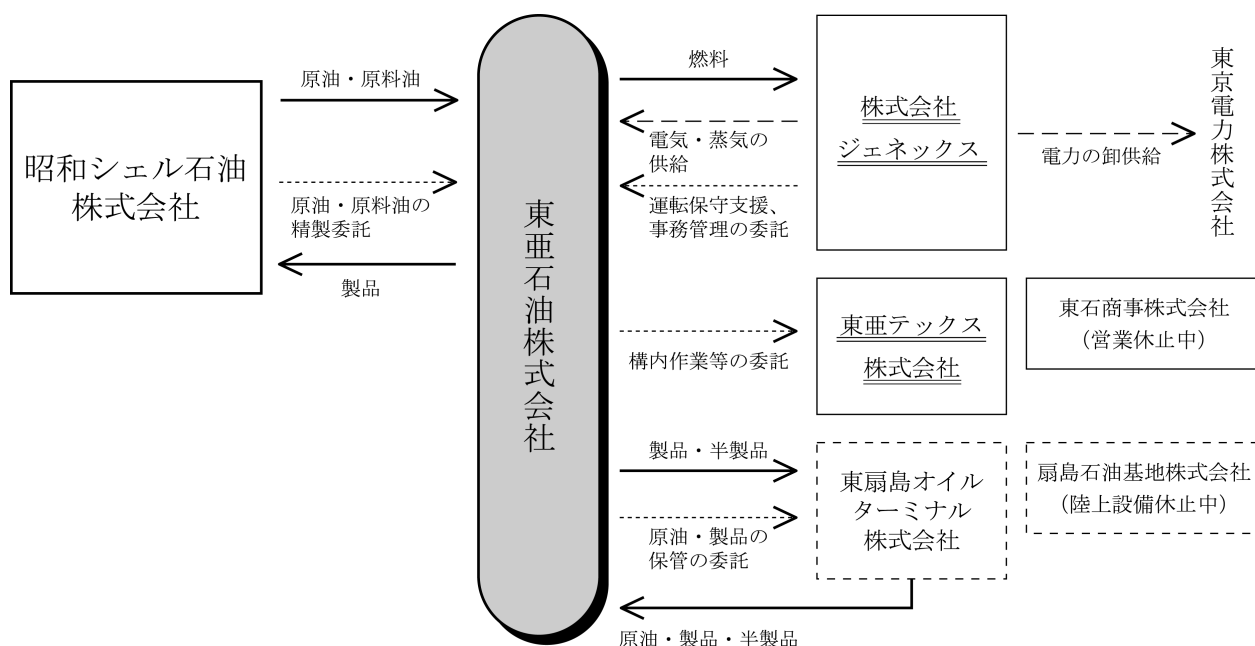 昭和シェル石油
株式会社
原油・原料油
原油・原料油の
精製委託
製品
東亜石油株式会社
燃料
電気・蒸気の
供給
運転保守支援、
事務管理の委託
株式会社
ジェネックス
電力の卸供給
東京電力株式会社
構内作業等の委託
東亜テックス
株式会社
東石商事株式会社
（営業休止中）
製品・半製品
原油・製品の
保管の委託
東扇島オイル
ターミナル
株式会社
扇島石油基地株式会社
（陸上設備休止中）
原油・製品・半製品